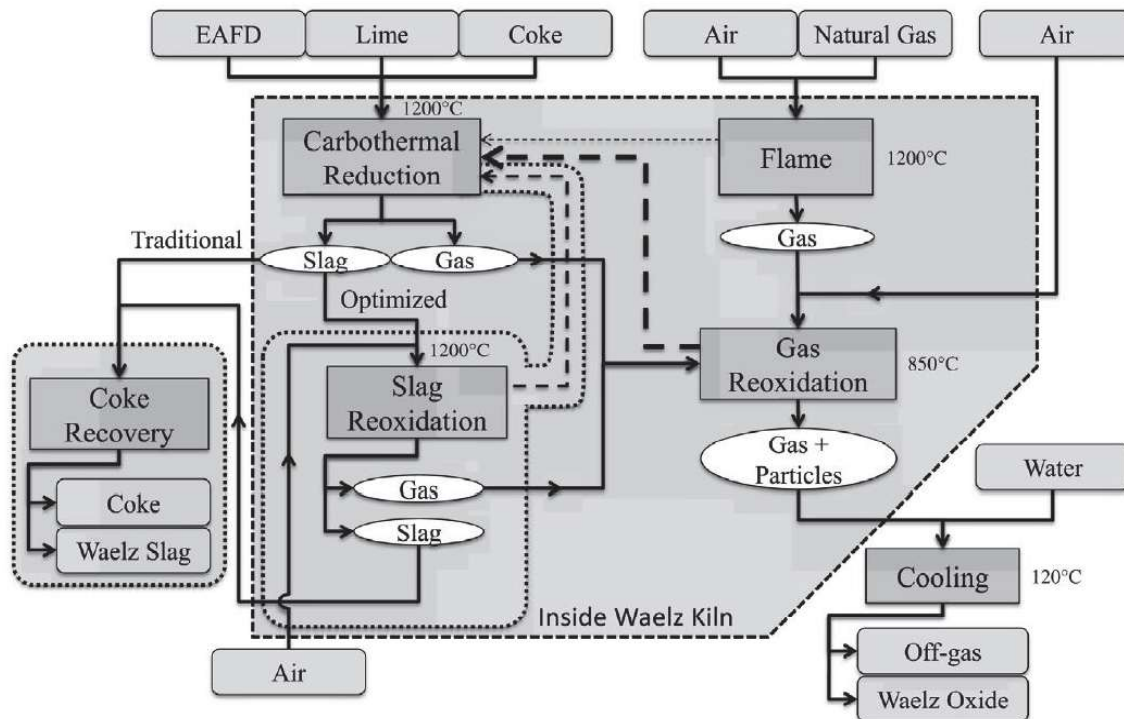 EAFD
Lime
Coke
Air
Natural Gas
Air
1200°C
Carbothermal
Reduction
Flame
1200°C
Traditional
Slag
Gas
Gas
Optimized
1200°C
Gas
Reoxidation
850°C
Coke
Recovery
Slag
Reoxidation
Gas +
Particles
Water
Coke
Gas
Waelz Slag
Slag
Cooling
120°C
Inside Waelz Kiln
Air
Off-gas
Waelz Oxide